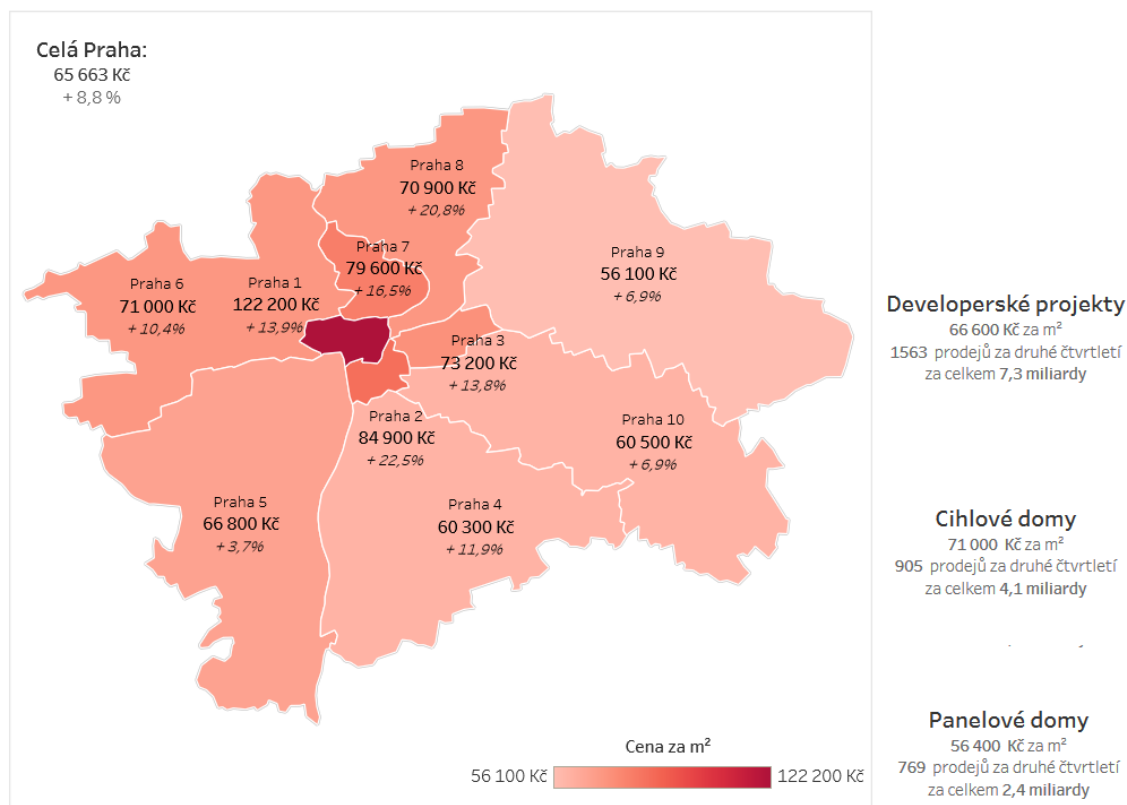 Celá Praha:
65 663 Kč
+ 8,8 %
Praha 8
70 900 Kč
+ 20,8%
Praha 7
79 600 Kč
+ 16,5%
Praha 9
56 100 Kč
+ 6,9%
Praha 6
71 000 Kč
+ 10,4%
Praha 1
122 200 Kč
+ 13,9%
Praha 3
73 200 Kč
+ 13,8%
Praha 2
84 900 Kč
+ 22,5%
Praha 10
60 500 Kč
+ 6,9%
Praha 5
66 800 Kč
+ 3,7%
Praha 4
60 300 Kč
+ 11,9%
Cena za m²
56 100 Kč
122 200 Kč
Developerské projekty
66 600 Kč za m²
1563 prodejů za druhé čtvrtletí
za celkem 7,3 miliardy
Cihlové domy
71 000 Kč za m²
905 prodejů za druhé čtvrtletí
za celkem 4,1 miliardy
Panelové domy
56 400 Kč za m²
769 prodejů za druhé čtvrtletí
za celkem 2,4 miliardy